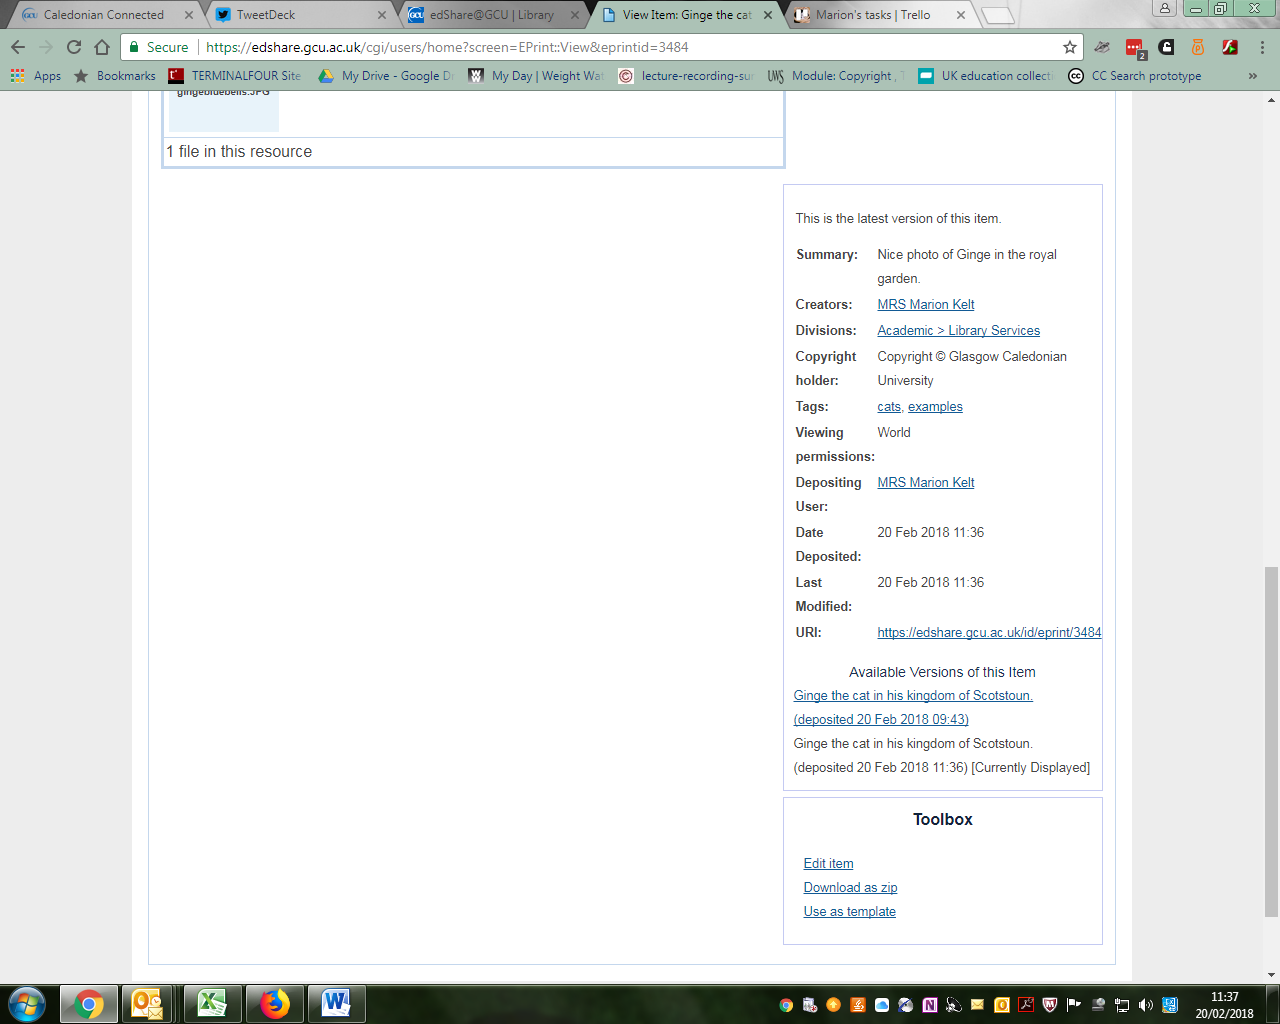 Caledonian Connected
TweetDeck
edShare@GCU | Library
View Item: Ginge the cat
Marion's tasks | Trello
Secure
https://edshare.gcu.ac.uk/cgi/users/home?screen=EPrint::View&eprintid=3484
2
Apps
Bookmarks
TERMINALFOUR Site
My Drive - Google Dr
My Day | Weight Wat
lecture-recording-sur
Module: Copyright , T
UK education collecti
CC Search prototype
»
gingebluebells.JPG
1 file in this resource
This is the latest version of this item.
Summary: Nice photo of Ginge in the royal
garden.
Creators: MRS Marion Kelt
Divisions: Academic > Library Services
Copyright Copyright © Glasgow Caledonian
holder: University
Tags: cats, examples
Viewing World
permissions:
Depositing MRS Marion Kelt
User:
Date 20 Feb 2018 11:36
Deposited:
Last 20 Feb 2018 11:36
Modified:
URI: https://edshare.gcu.ac.uk/id/eprint/3484
Available Versions of this Item
Ginge the cat in his kingdom of Scotstoun.
(deposited 20 Feb 2018 09:43)
Ginge the cat in his kingdom of Scotstoun.
(deposited 20 Feb 2018 11:36) [Currently Displayed]
Toolbox
Edit item
Download as zip
Use as template
11:37
20/02/2018